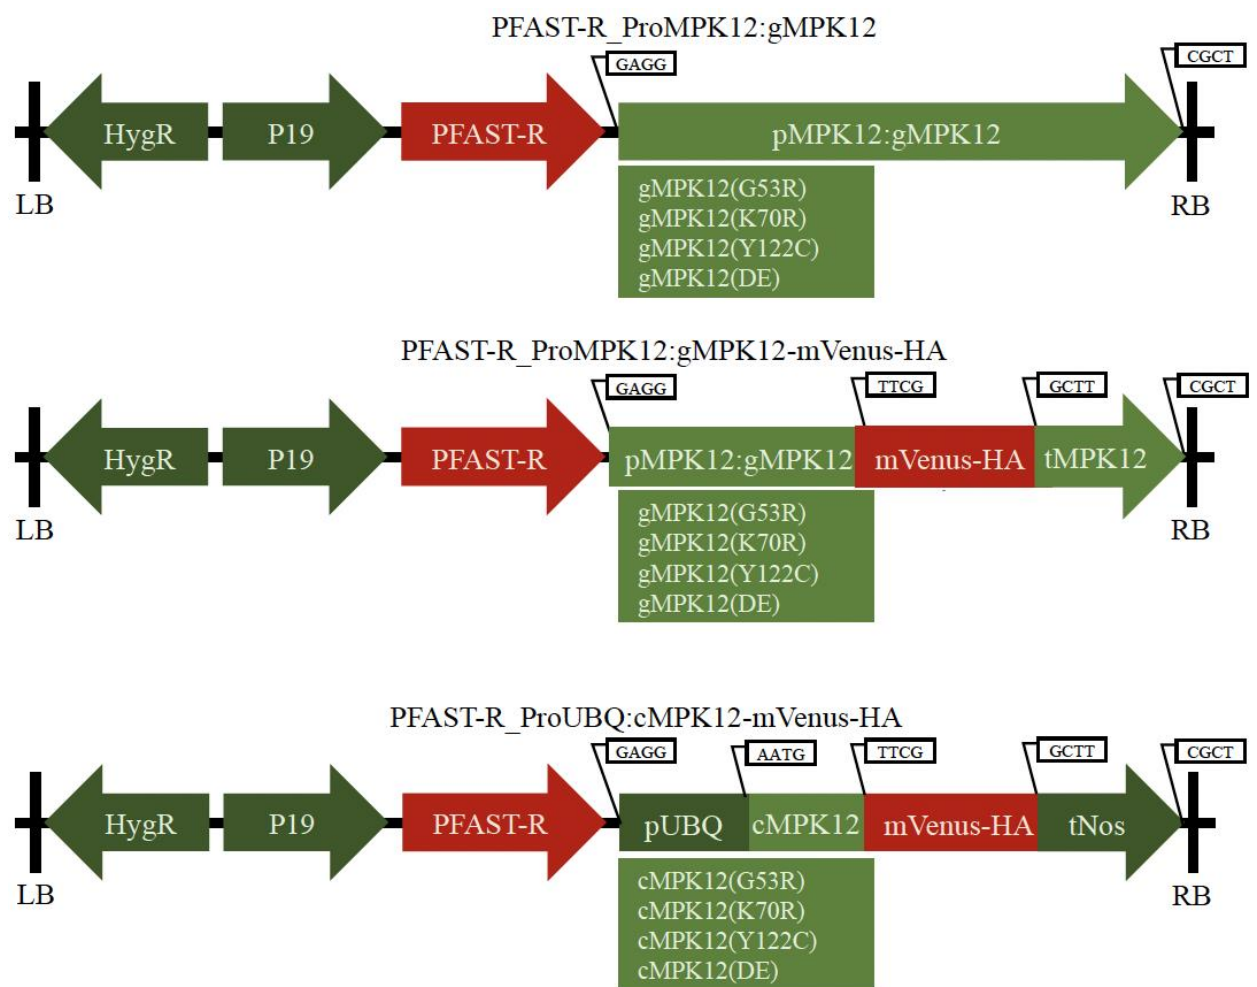 PFAST-R_ProMPK12:gMPK12
GAGG
CGCT
HygR
P19
PFAST-R
pMPK12:gMPK12
LB
RB
gMPK12(G53R)
gMPK12(K70R)
gMPK12(Y122C)
gMPK12(DE)
PFAST-R_ProMPK12:gMPK12-mVenus-HA
GAGG
TTCG
GCTT
CGCT
HygR
P19
PFAST-R
pMPK12:gMPK12
mVenus-HA
tMPK12
LB
RB
gMPK12(G53R)
gMPK12(K70R)
gMPK12(Y122C)
gMPK12(DE)
PFAST-R_ProUBQ:cMPK12-mVenus-HA
GAGG
AATG
TTCG
GCTT
CGCT
HygR
P19
PFAST-R
pUBQ
cMPK12
mVenus-HA
tNos
LB
RB
cMPK12(G53R)
cMPK12(K70R)
cMPK12(Y122C)
cMPK12(DE)